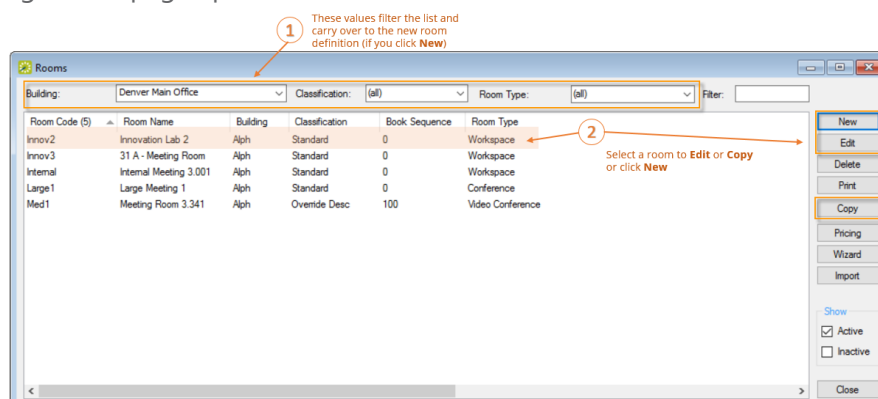 1
These values filter the list and
carry over to the new room
definition (if you click New)
Rooms
Building: Denver Main Office Classification: (all) Room Type: (all) Filter:
Room Code (5) Room Name Building Classification Book Sequence Room Type
Innov2 Innovation Lab 2 Alph Standard 0 Workspace
Innov3 31 A - Meeting Room Alph Standard 0 Workspace
Internal Internal Meeting 3.001 Alph Standard 0 Workspace
Large1 Large Meeting 1 Alph Standard 0 Conference
Med1 Meeting Room 3.341 Alph Override Desc 100 Video Conference
2
Select a room to Edit or Copy
or click New
New
Edit
Delete
Print
Copy
Pricing
Wizard
Import
Show
Active
Inactive
Close